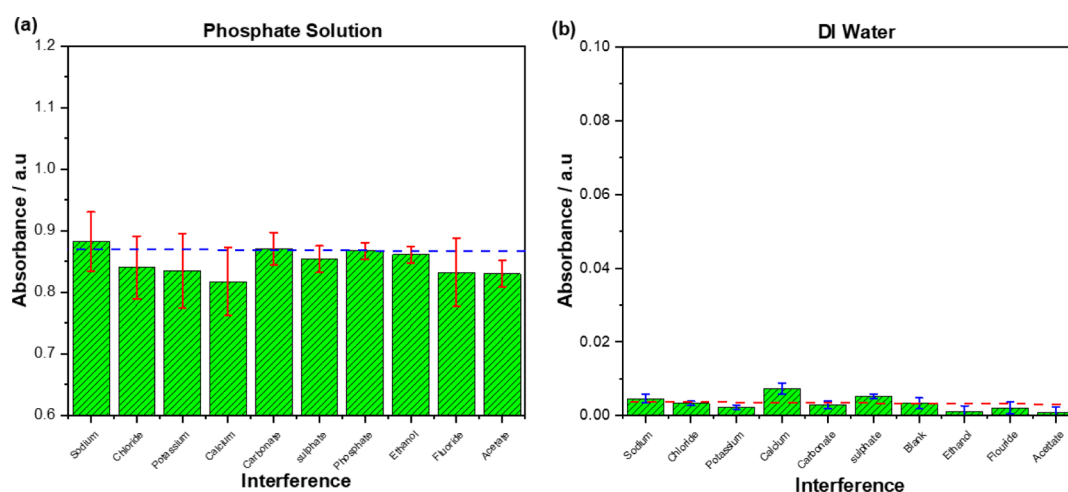 (a)
Phosphate Solution
1.2
1.1
1.0
0.9
0.8
0.7
0.6
Absorbance / a.u
Sodium
Chloride
Potassium
Calcium
Carbonate
sulphate
Phosphate
Ethanol
Fluoride
Acetate
Interference
(b)
DI Water
0.10
0.08
0.06
0.04
0.02
0.00
Absorbance / a.u
Sodium
Chloride
Potassium
Calcium
Carbonate
sulphate
Blank
Ethanol
Flouride
Acettate
Interference